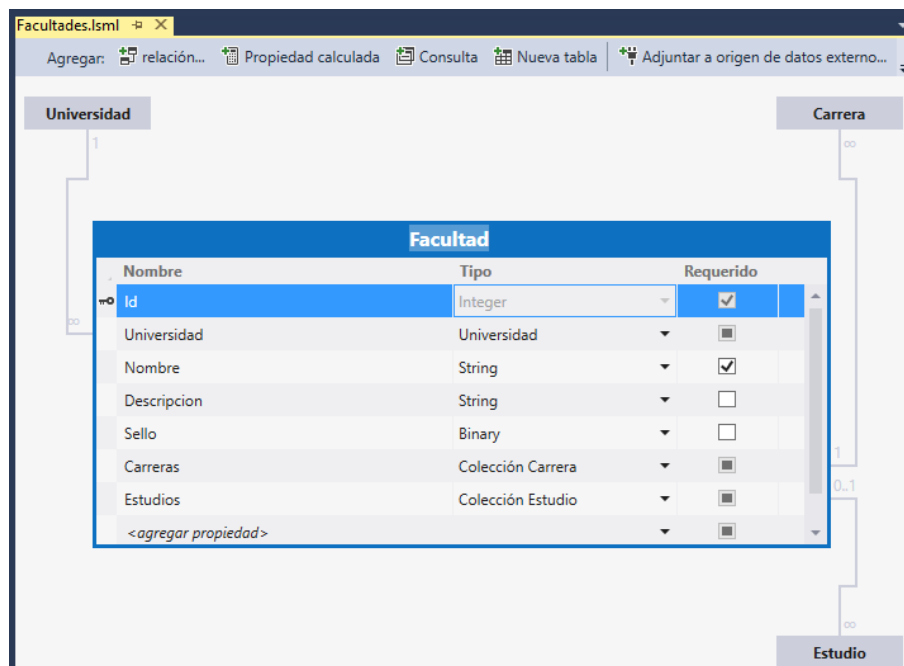 Facultades.lsml
Agregar: relación... Propiedad calculada Consulta Nueva tabla Adjuntar a origen de datos externo...
Universidad Carrera
1 ∞
Facultad
Nombre Tipo Requerido
Id Integer
∞
Universidad Universidad
Nombre String
Descripcion String
Sello Binary
1
Carreras Colección Carrera
0..1
Estudios Colección Estudio
<agregar propiedad>
∞
Estudio